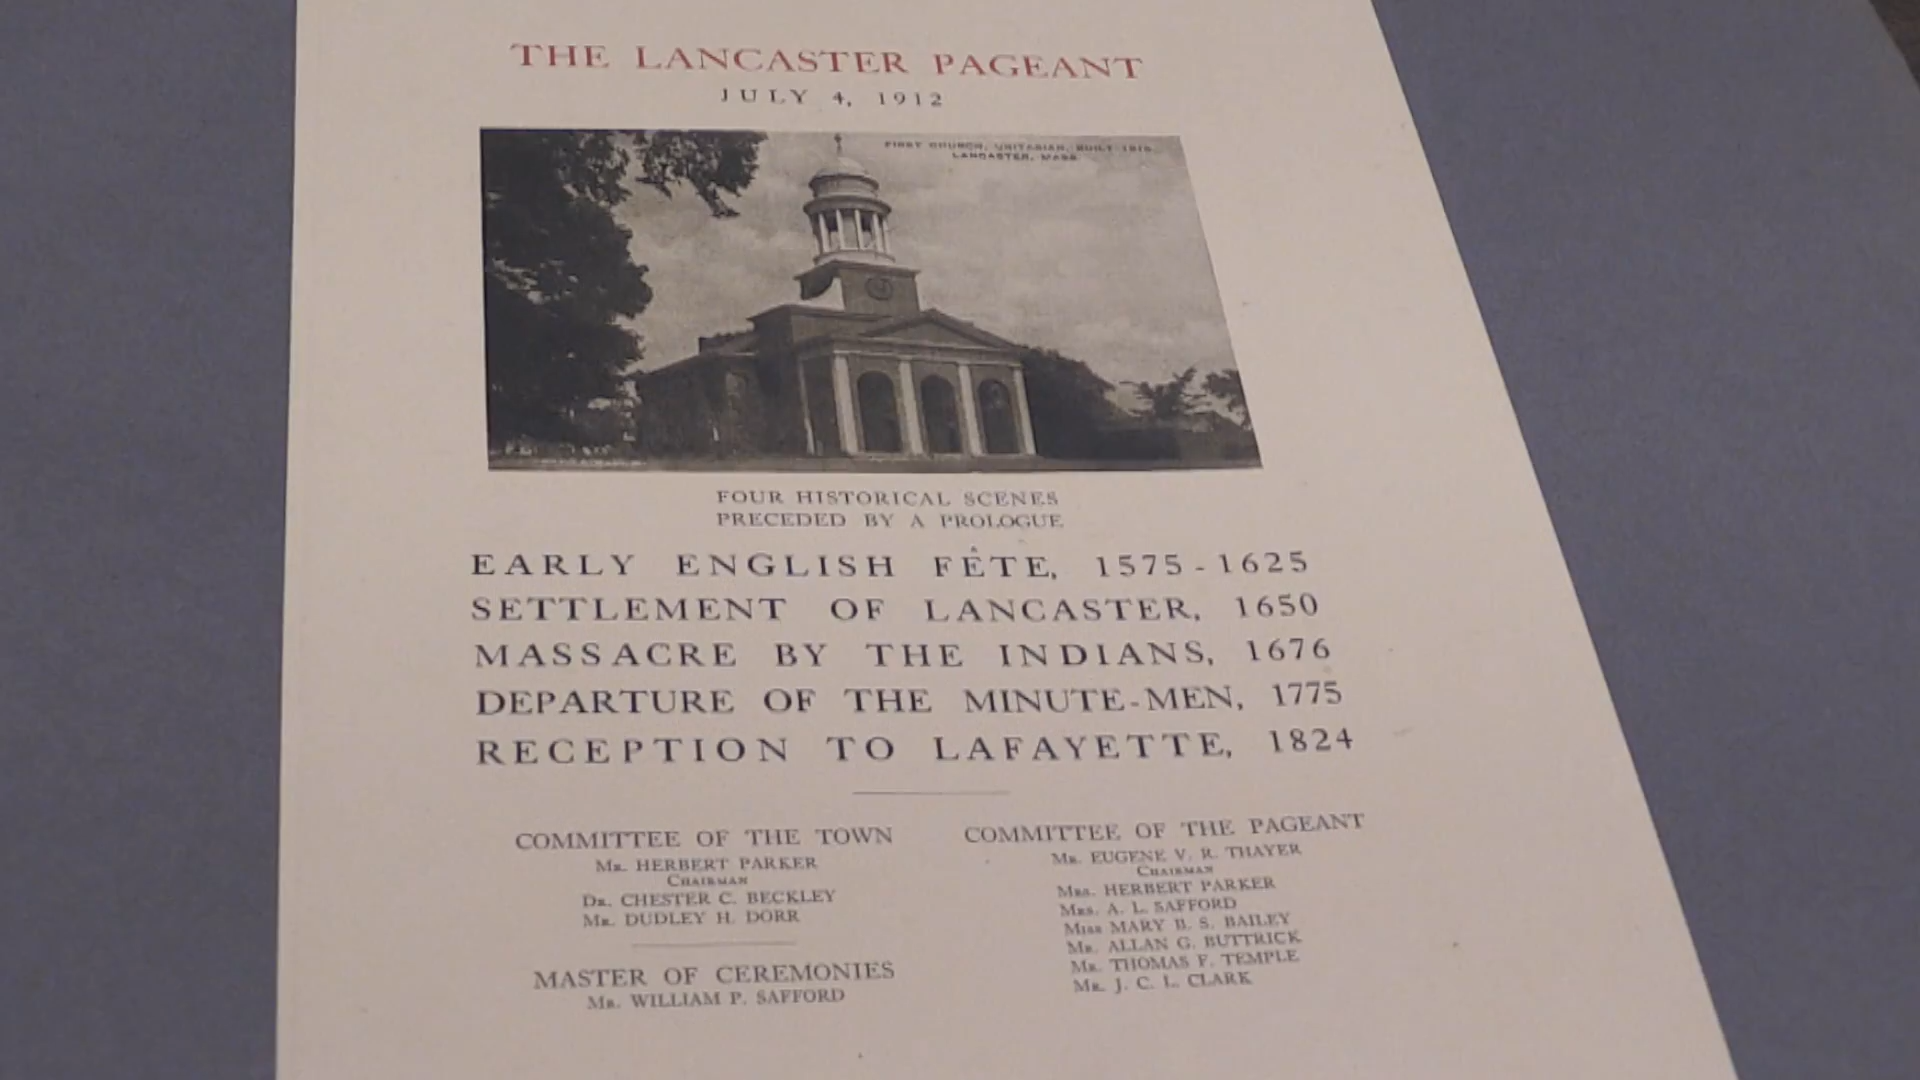 THE LANCASTER PAGEANT
JULY 4, 1912
FIRST CHURCH, UNITARIAN, BUILT 1816
LANCASTER, MASS
FOUR HISTORICAL SCENES
PRECEDED BY A PROLOGUE
EARLY ENGLISH FÊTE, 1575-1625
SETTLEMENT OF LANCASTER, 1650
MASSACRE BY THE INDIANS, 1676
DEPARTURE OF THE MINUTE-MEN, 1775
RECEPTION TO LAFAYETTE, 1824
COMMITTEE OF THE TOWN
Mr. HERBERT PARKER
Chairman
Dr. CHESTER C. BECKLEY
Mr. DUDLEY H. DORR
MASTER OF CEREMONIES
Mr. WILLIAM P. SAFFORD
COMMITTEE OF THE PAGEANT
Mr. EUGENE V. R. THAYER
Chairman
Mrs. HERBERT PARKER
Mrs. A. L. SAFFORD
Miss MARY B. S. BAILEY
Mr. ALLAN G. BUTTRICK
Mr. THOMAS F. TEMPLE
Mr. J. C. L. CLARK